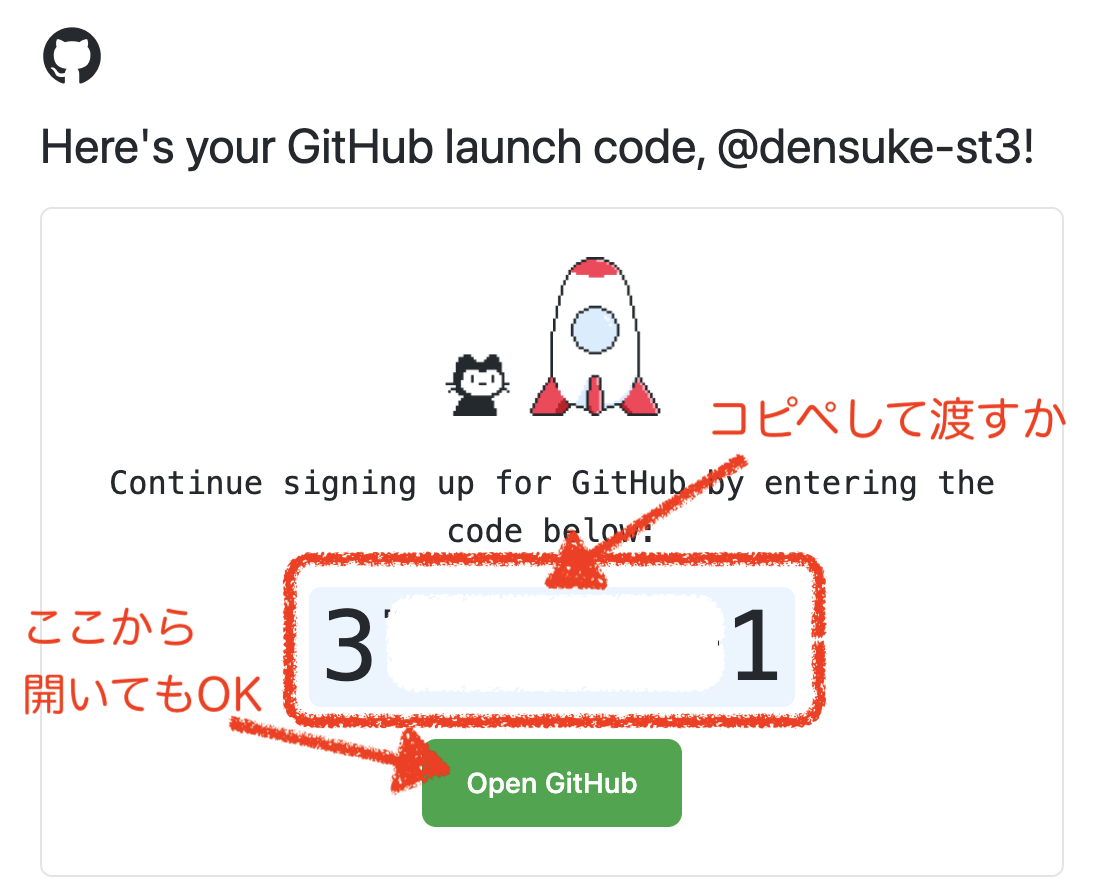 Here's your GitHub launch code, @densuke-st3!
コピペして渡すか
Continue signing up for GitHub by entering the
code below:
3 1
ここから
開いてもOK
Open GitHub